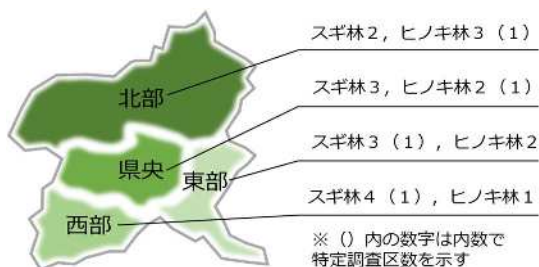 スギ林2，ヒノキ林3（1）
北部
スギ林3，ヒノキ林2（1）
県央
スギ林3（1），ヒノキ林2
東部
スギ林4（1），ヒノキ林1
西部
※（）内の数字は内数で
特定調査区数を示す